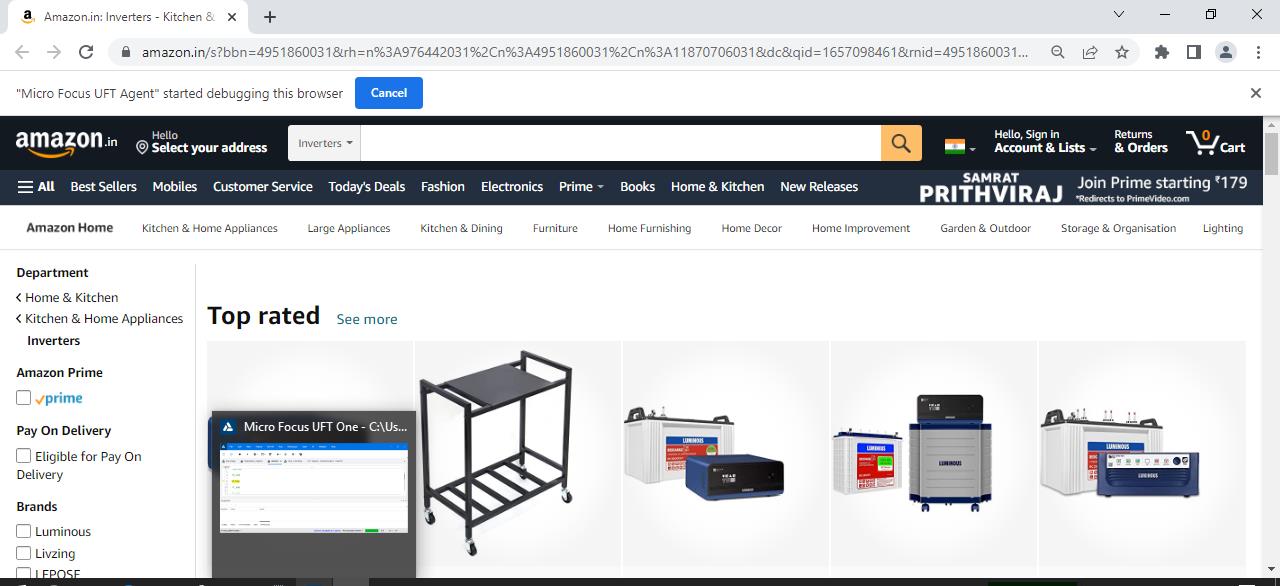 Amazon.in: Inverters - Kitchen &
amazon.in/s?bbn=4951860031&rh=n%3A976442031%2Cn%3A4951860031%2Cn%3A11870706031&dc&qid=1657098461&rnid=4951860031...
"Micro Focus UFT Agent" started debugging this browser Cancel
amazon.in
Hello
Select your address
Inverters
Hello, Sign in
Account & Lists
Returns
& Orders
0
Cart
All Best Sellers Mobiles Customer Service Today's Deals Fashion Electronics Prime Books Home & Kitchen New Releases
SAMRAT
PRITHVIRAJ
Join Prime starting ₹179
*Redirects to PrimeVideo.com
Amazon Home Kitchen & Home Appliances Large Appliances Kitchen & Dining Furniture Home Furnishing Home Decor Home Improvement Garden & Outdoor Storage & Organisation Lighting
Department
Home & Kitchen
Kitchen & Home Appliances
Inverters
Amazon Prime
prime
Pay On Delivery
Eligible for Pay On
Delivery
Brands
Luminous
Livzing
LEPOSE
Top rated See more
Micro Focus UFT One - C:\Us...
LUMINOUS
LUMINOUS
LUMINOUS
LUMINOUS
LUMINOUS